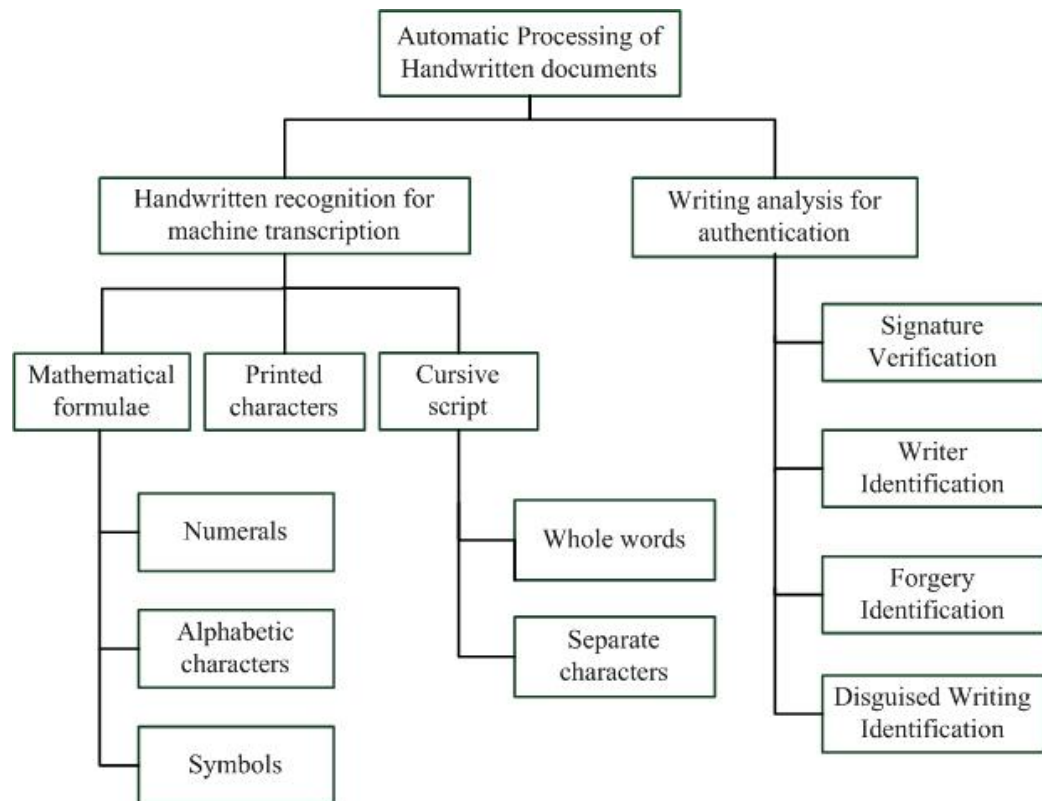 Automatic Processing of
Handwritten documents
Handwritten recognition for
machine transcription
Writing analysis for
authentication
Mathematical
formulae
Printed
characters
Cursive
script
Numerals
Alphabetic
characters
Symbols
Whole words
Separate
characters
Signature
Verification
Writer
Identification
Forgery
Identification
Disguised Writing
Identification